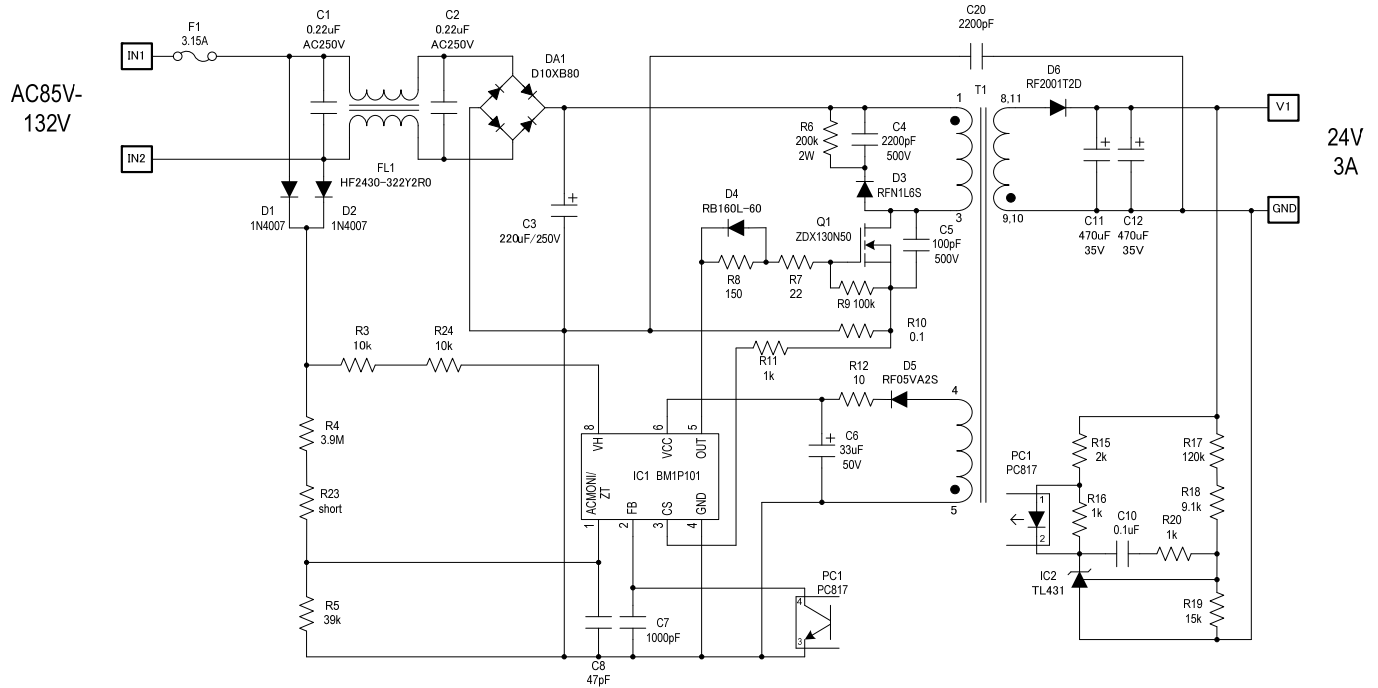 C20
2200pF
C1
0.22uF
AC250V
C2
0.22uF
AC250V
F1
3.15A
IN1
DA1
D10XB80
D6
RF2001T2D
T1
AC85V-
132V
1
8,11
V1
R6
200k
2W
C4
2200pF
500V
24V
3A
IN2
FL1
HF2430-322Y2R0
D3
RFN1L6S
D1
1N4007
D2
1N4007
C3
220uF/250V
D4
RB160L-60
Q1
ZDX130N50
3
9,10
GND
C5
100pF
500V
C11
470uF
35V
C12
470uF
35V
R8
150
R7
22
R9 100k
R10
0.1
R3
10k
R24
10k
R11
1k
R12
10
D5
RF05VA2S
4
R4
3.9M
8
VH
6
VCC
5
OUT
C6
33uF
50V
IC1 BM1P101
ACMONI/
ZT
FB
CS
GND
1
2
3
4
5
R23
short
PC1
PC817
1
2
R15
2k
R17
120k
R16
1k
R18
9.1k
C10
0.1uF
R20
1k
IC2
TL431
R19
15k
R5
39k
C7
1000pF
C8
47pF
PC1
PC817
4
3